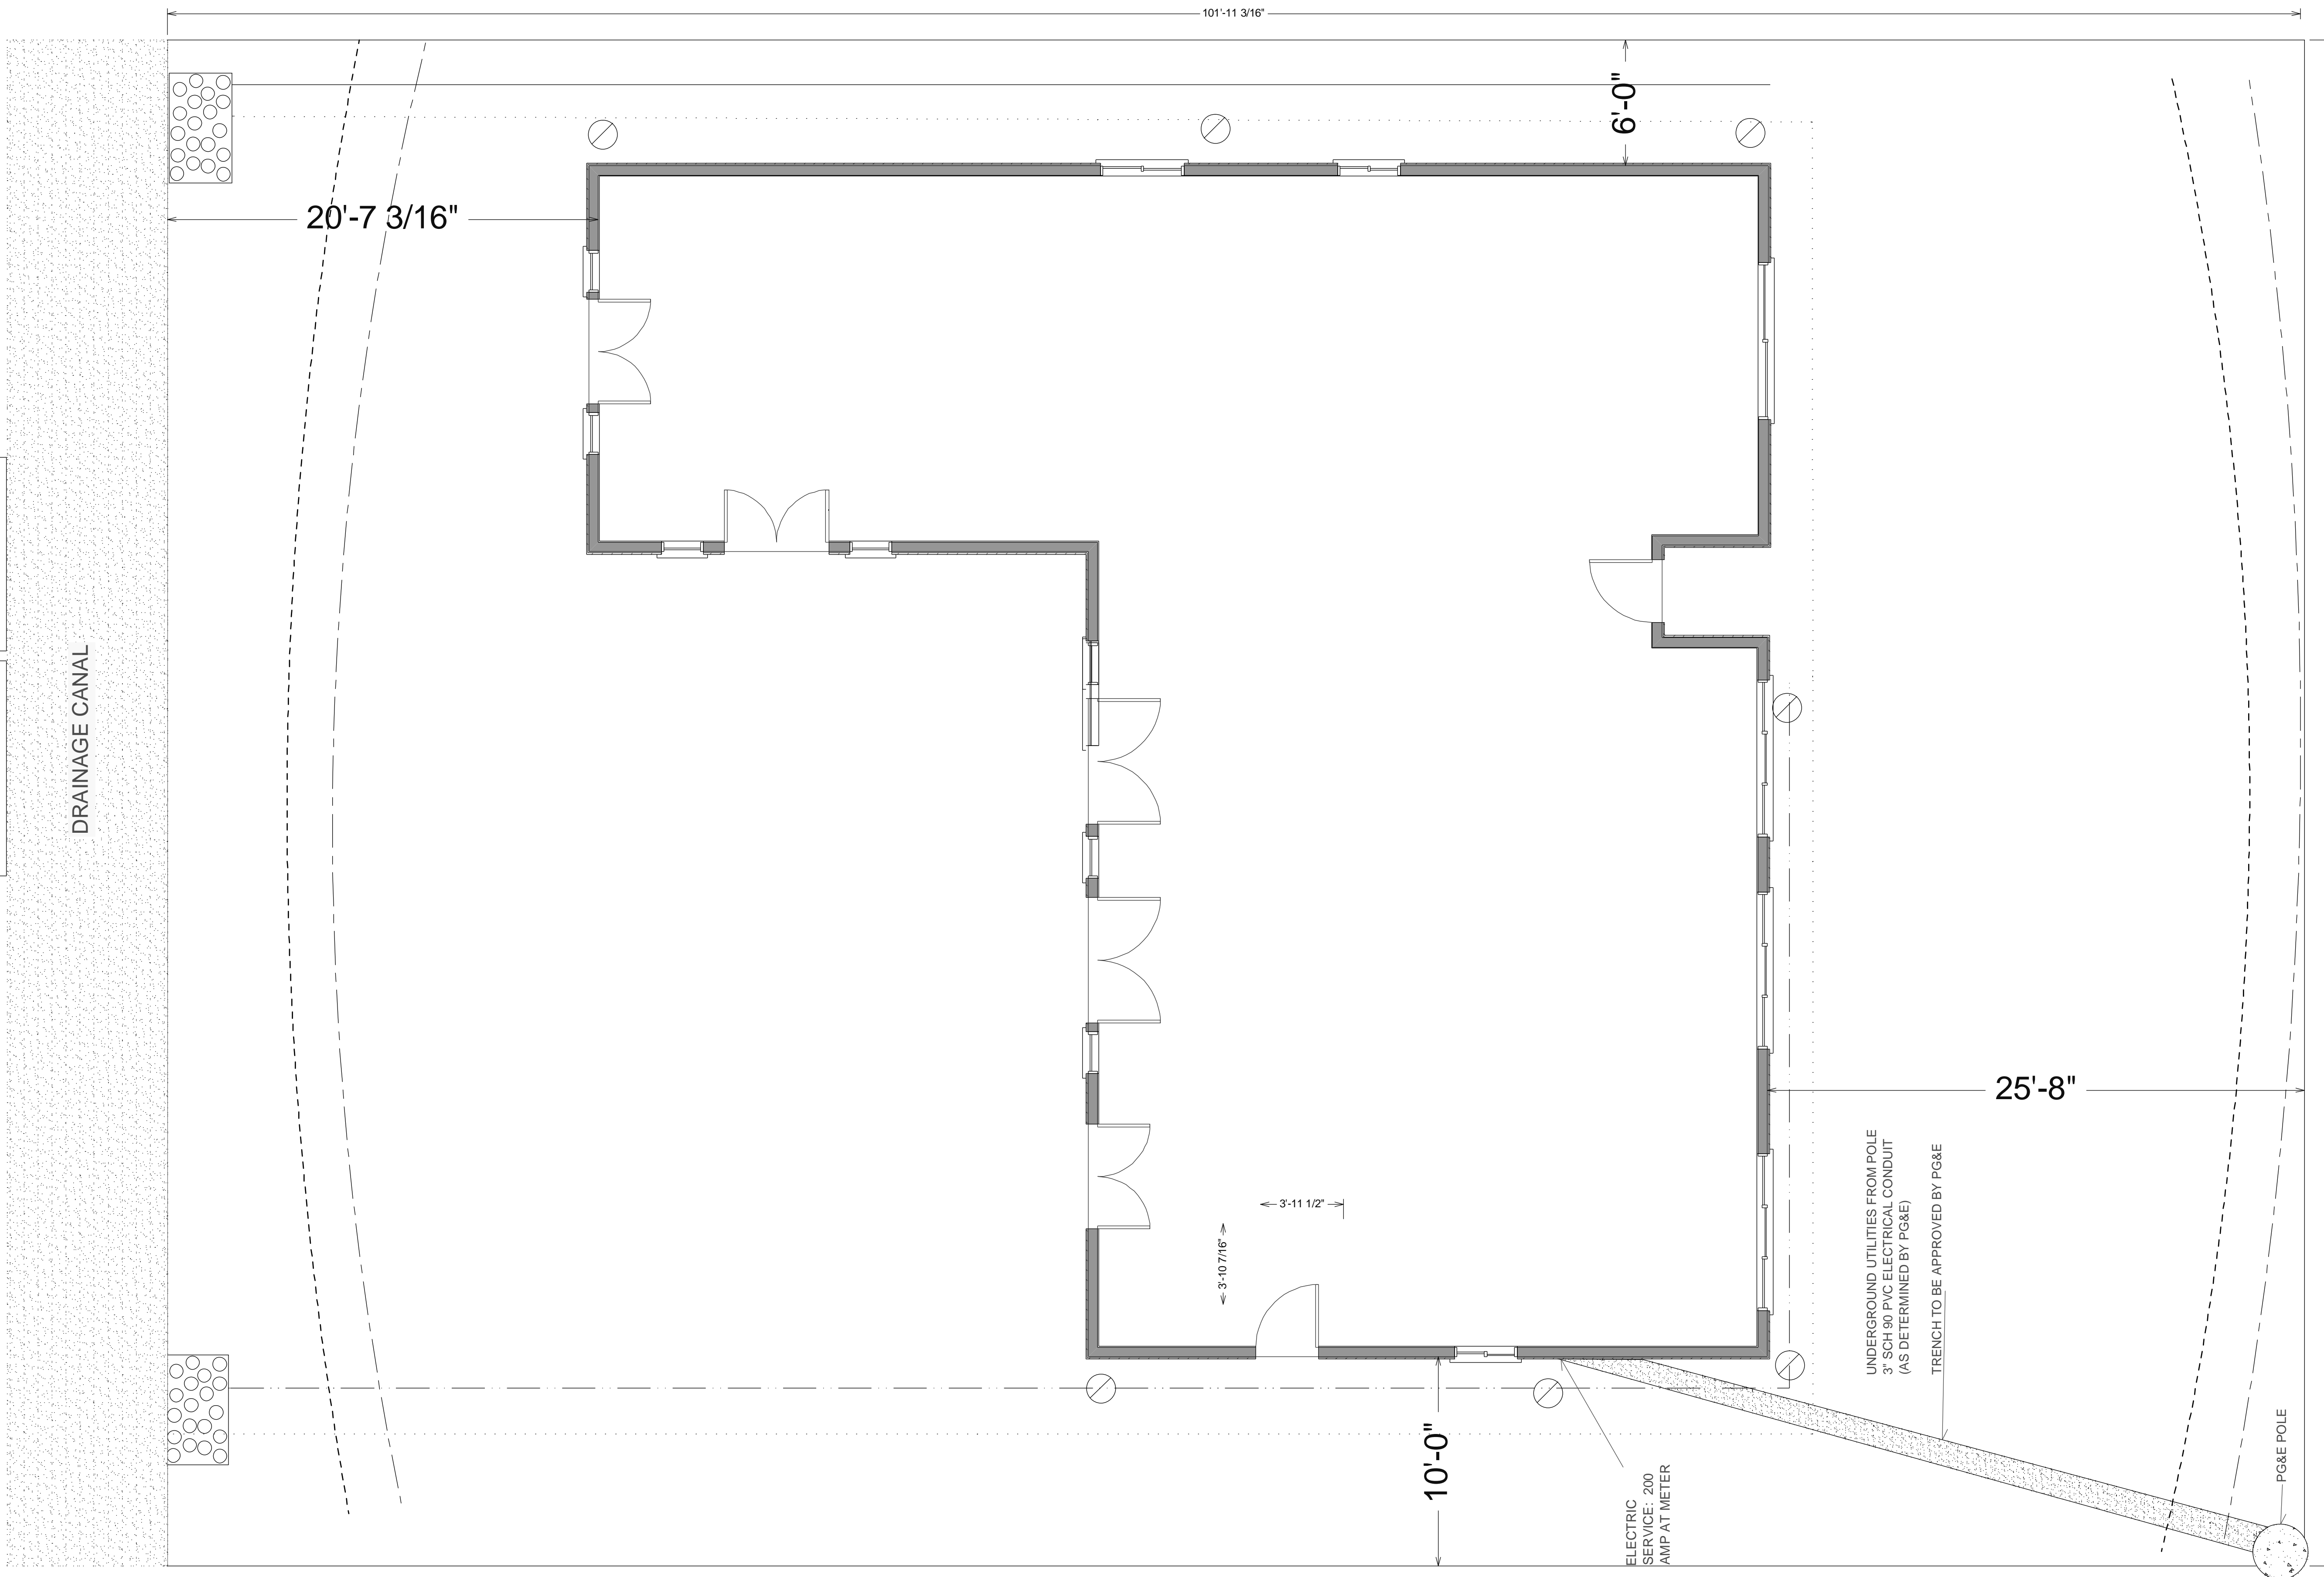 101'-11 3/16"
6'-0"
20'-7 3/16"
DRAINAGE CANAL
25'-8"
3'-11 1/2"
3'-10 7/16"
UNDERGROUND UTILITIES FROM POLE
3" SCH 90 PVC ELECTRICAL CONDUIT
(AS DETERMINED BY PG&E)
TRENCH TO BE APPROVED BY PG&E
10'-0"
ELECTRIC
SERVICE: 200
AMP AT METER
PG&E POLE